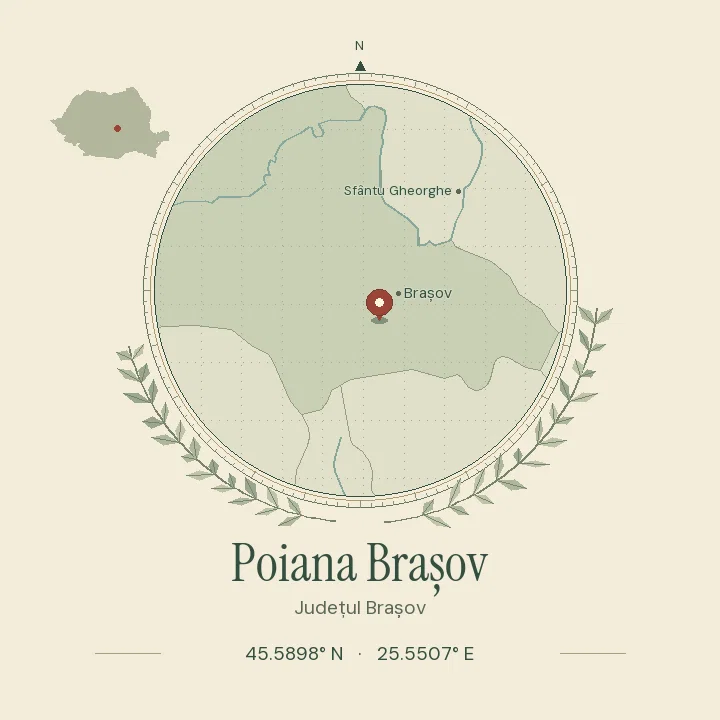 N
Sfântu Gheorghe
Brașov
Poiana Brașov
Județul Brașov
45.5898° N · 25.5507° E